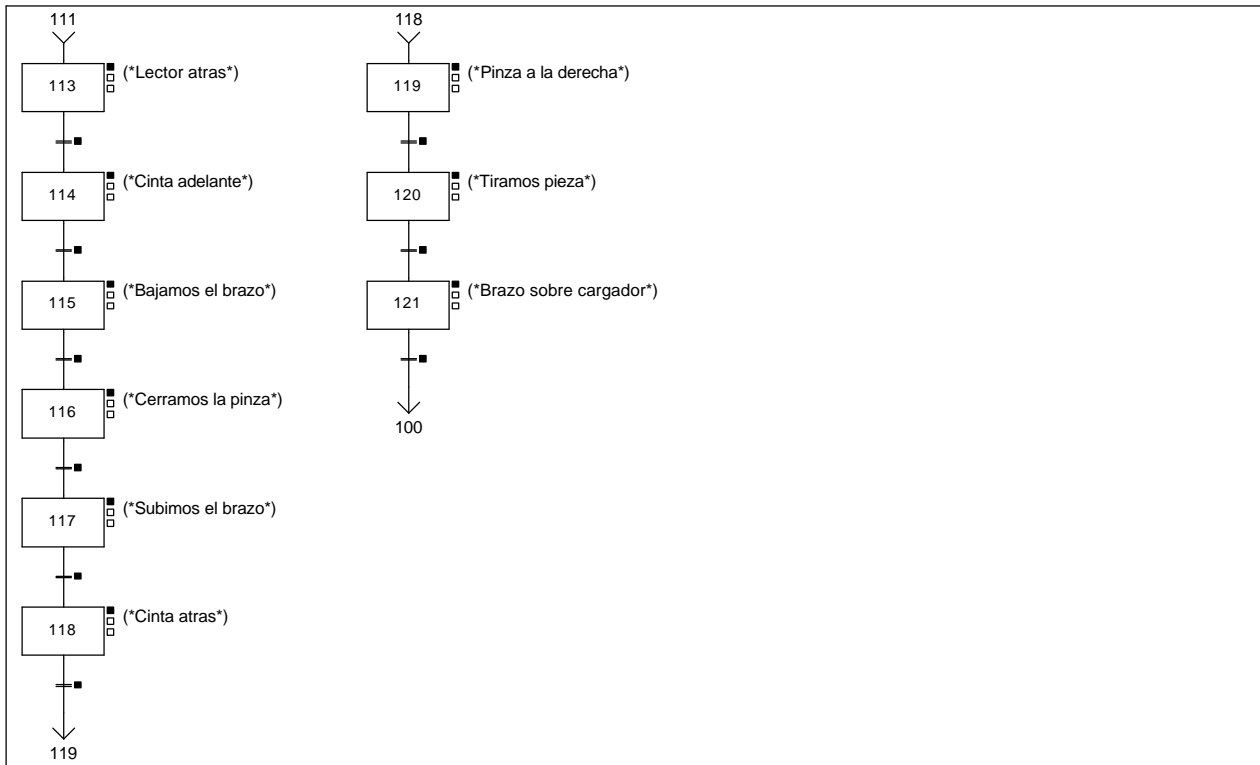 111
113 (*Lector atras*)
114 (*Cinta adelante*)
115 (*Bajamos el brazo*)
116 (*Cerramos la pinza*)
117 (*Subimos el brazo*)
118 (*Cinta atras*)
119
118
119 (*Pinza a la derecha*)
120 (*Tiramos pieza*)
121 (*Brazo sobre cargador*)
100